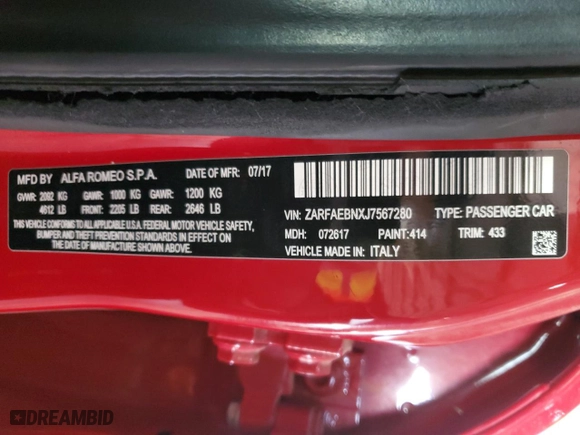 MFD BY ALFA ROMEO S.P.A. DATE OF MFR: 07/17
GVWR: 2092 KG GAWR: 1000 KG GAWR: 1200 KG
4612 LB FRONT: 2205 LB REAR: 2646 LB
THIS VEHICLE CONFORMS TO ALL APPLICABLE U.S.A. FEDERAL MOTOR VEHICLE SAFETY,
BUMPER AND THEFT PREVENTION STANDARDS IN EFFECT ON
THE DATE OF MANUFACTURE SHOWN ABOVE.
VIN: ZARFAEBNXJ7567280 TYPE: PASSENGER CAR
MDH: 072617 PAINT: 414 TRIM: 433
VEHICLE MADE IN: ITALY
DREAMBID